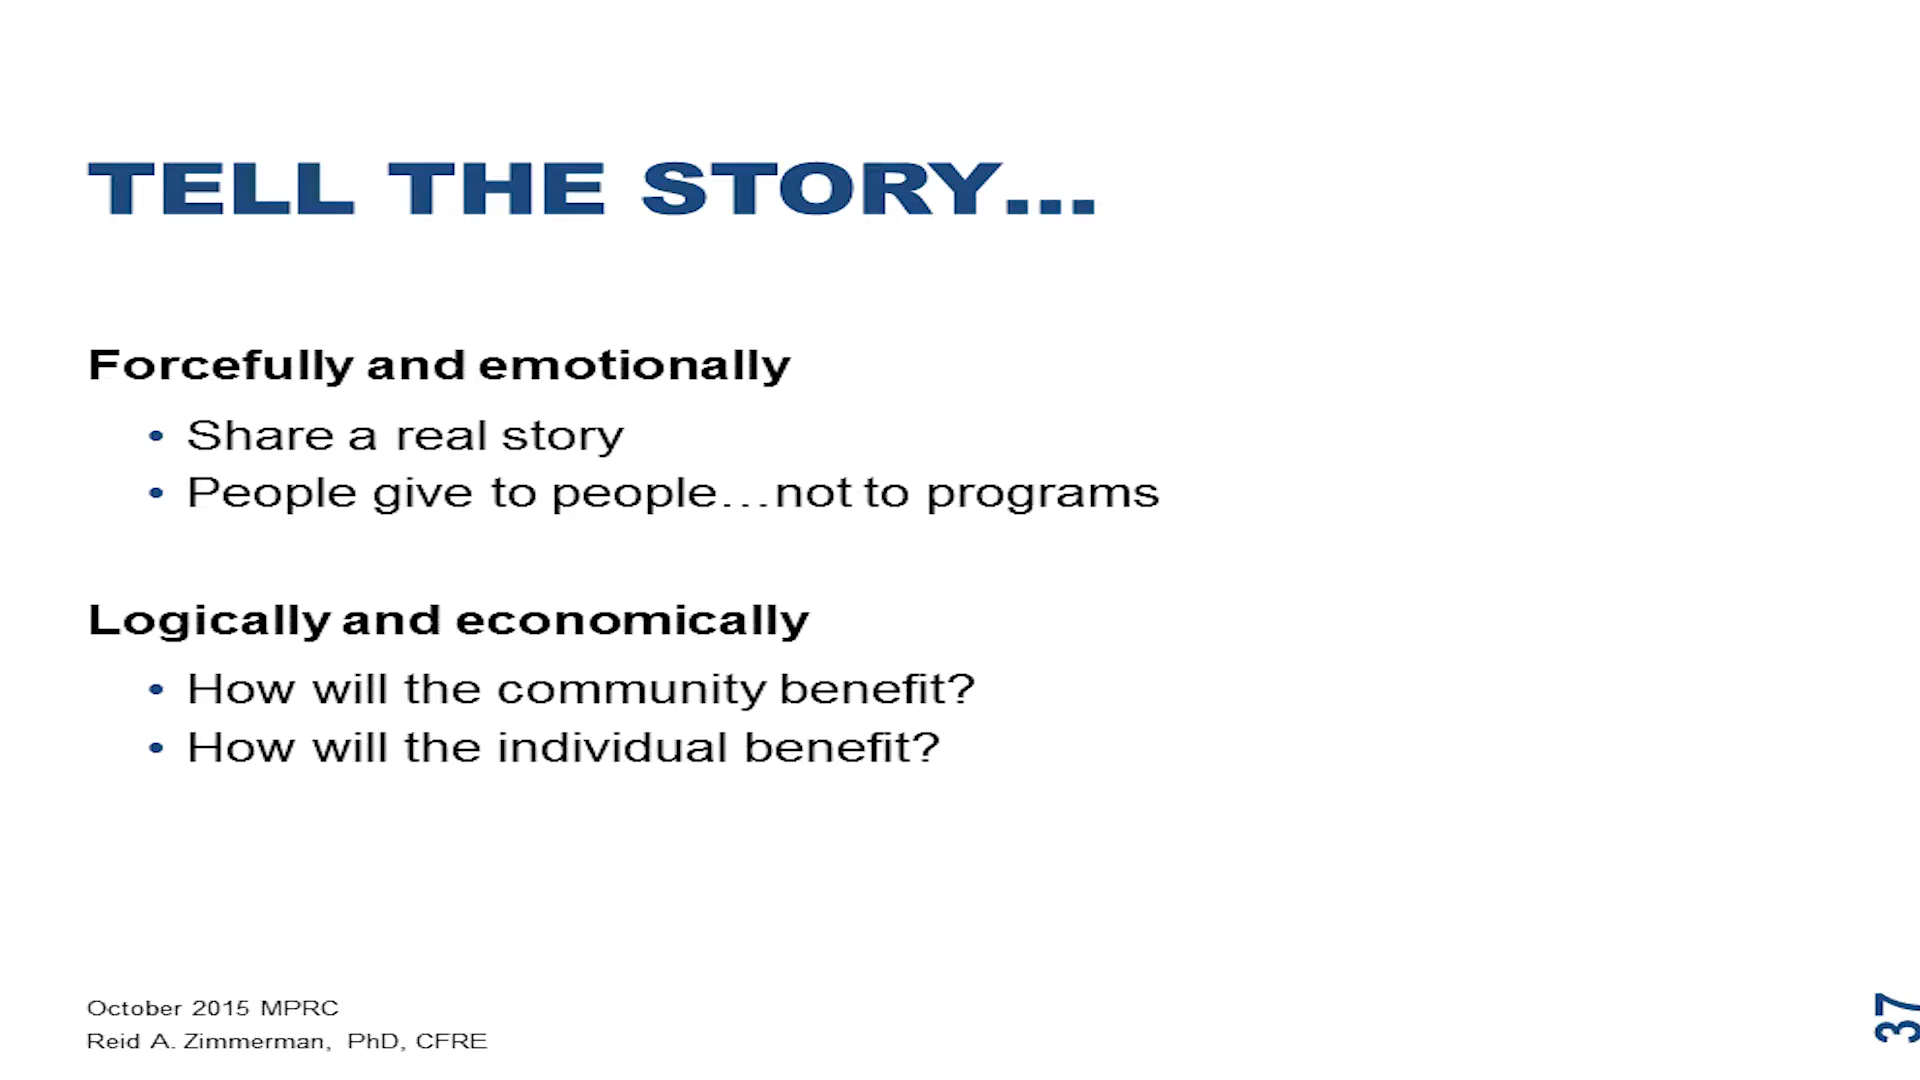 TELL THE STORY...
Forcefully and emotionally
• Share a real story
• People give to people…not to programs
Logically and economically
• How will the community benefit?
• How will the individual benefit?
October 2015 MPRC
Reid A. Zimmerman, PhD, CFRE
37